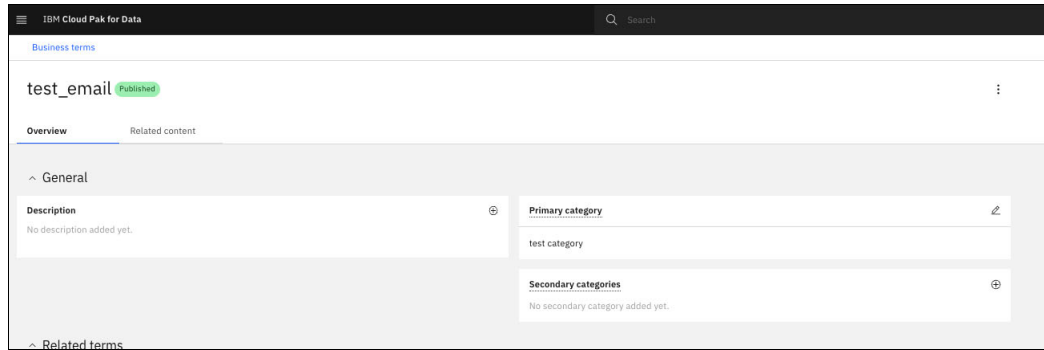 IBM Cloud Pak for Data
Search
Business terms
test_email Published
Overview Related content
General
Description
No description added yet.
Primary category
test category
Secondary categories
No secondary category added yet.
Related terms